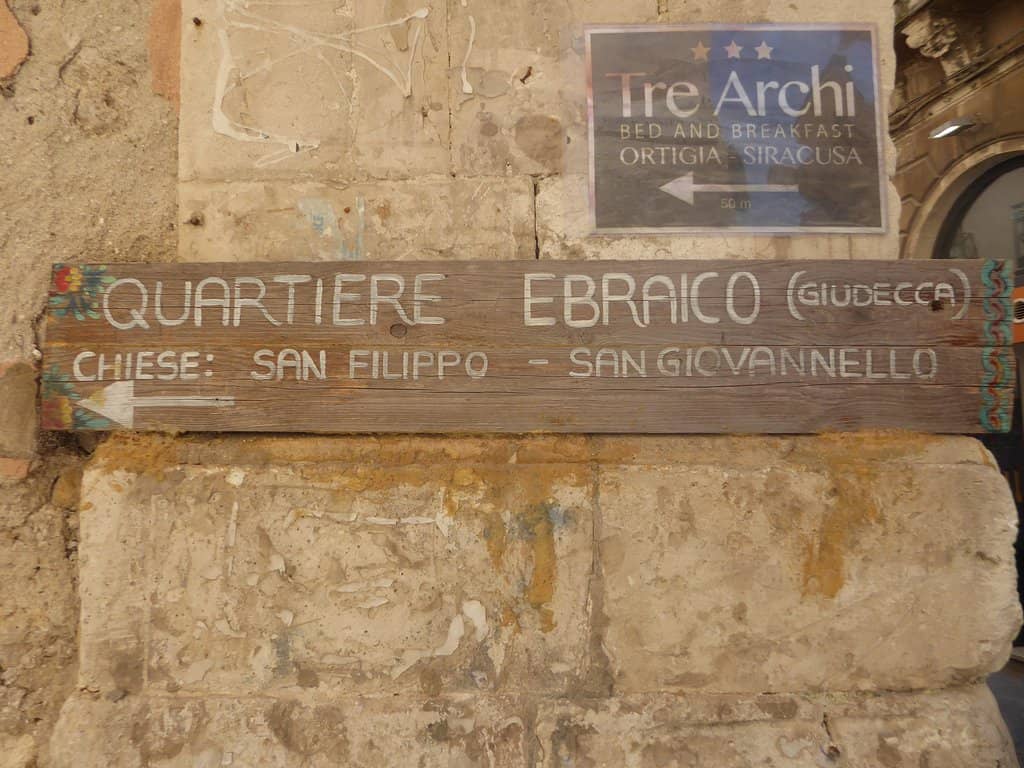 Tre Archi
BED AND BREAKFAST
ORTIGIA - SIRACUSA
50 m
QUARTIERE EBRAICO (GIUDECCA)
CHIESE: SAN FILIPPO - SAN GIOVANNELLO